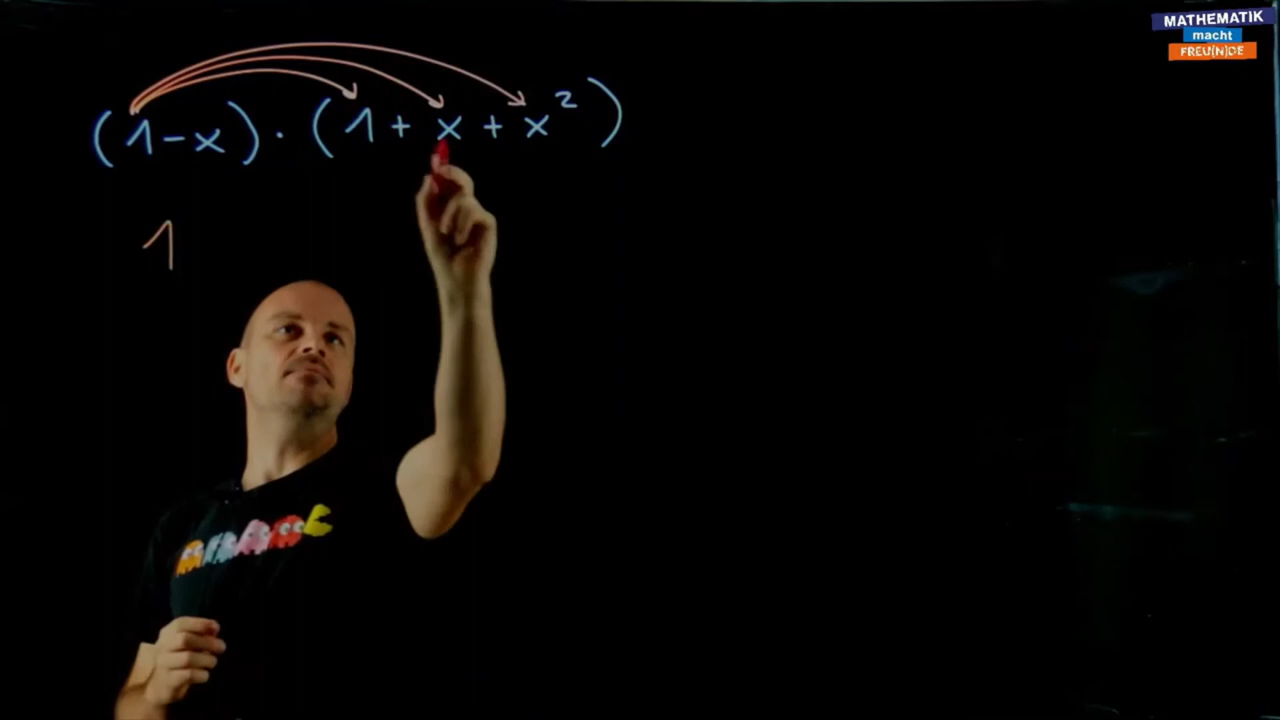 MATHEMATIK
macht
FREU(N)DE
(1-x)·(1+x+x²)
1